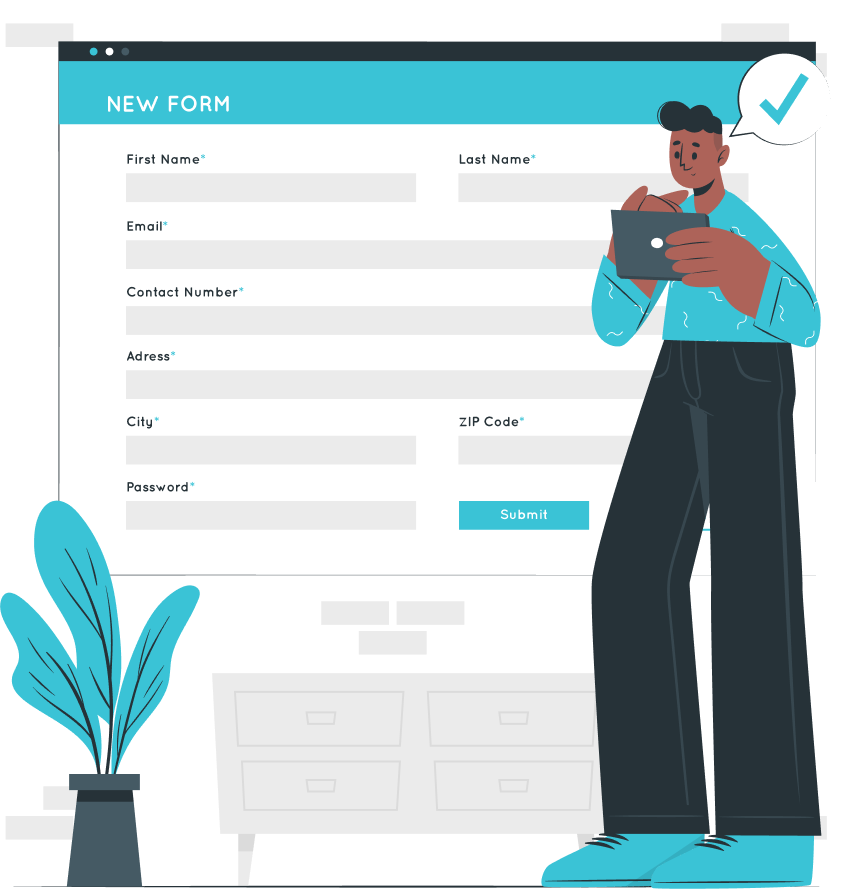 NEW FORM
First Name* Last Name*
Email*
Contact Number*
Adress*
City* ZIP Code*
Password*
Submit